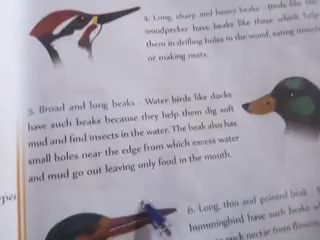 4. Long, sharp and heavy beaks - Birds like the
woodpecker have beaks like these which help
them in drilling holes in the wood, eating insects
or making nests.
5. Broad and long beaks - Water birds like ducks
have such beaks because they help them dig soft
mud and find insects in the water. The beak also has
small holes near the edge from which excess water
and mud go out leaving only food in the mouth.
6. Long, thin and pointed beak -
hummingbird have such beaks
suck nectar from